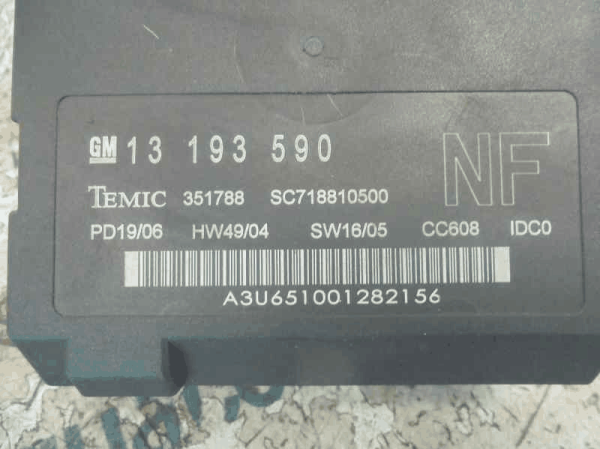 GM 13 193 590
NF
TEMIC 351788 SC718810500
PD19/06 HW49/04 SW16/05 CC608 IDC0
A3U651001282156